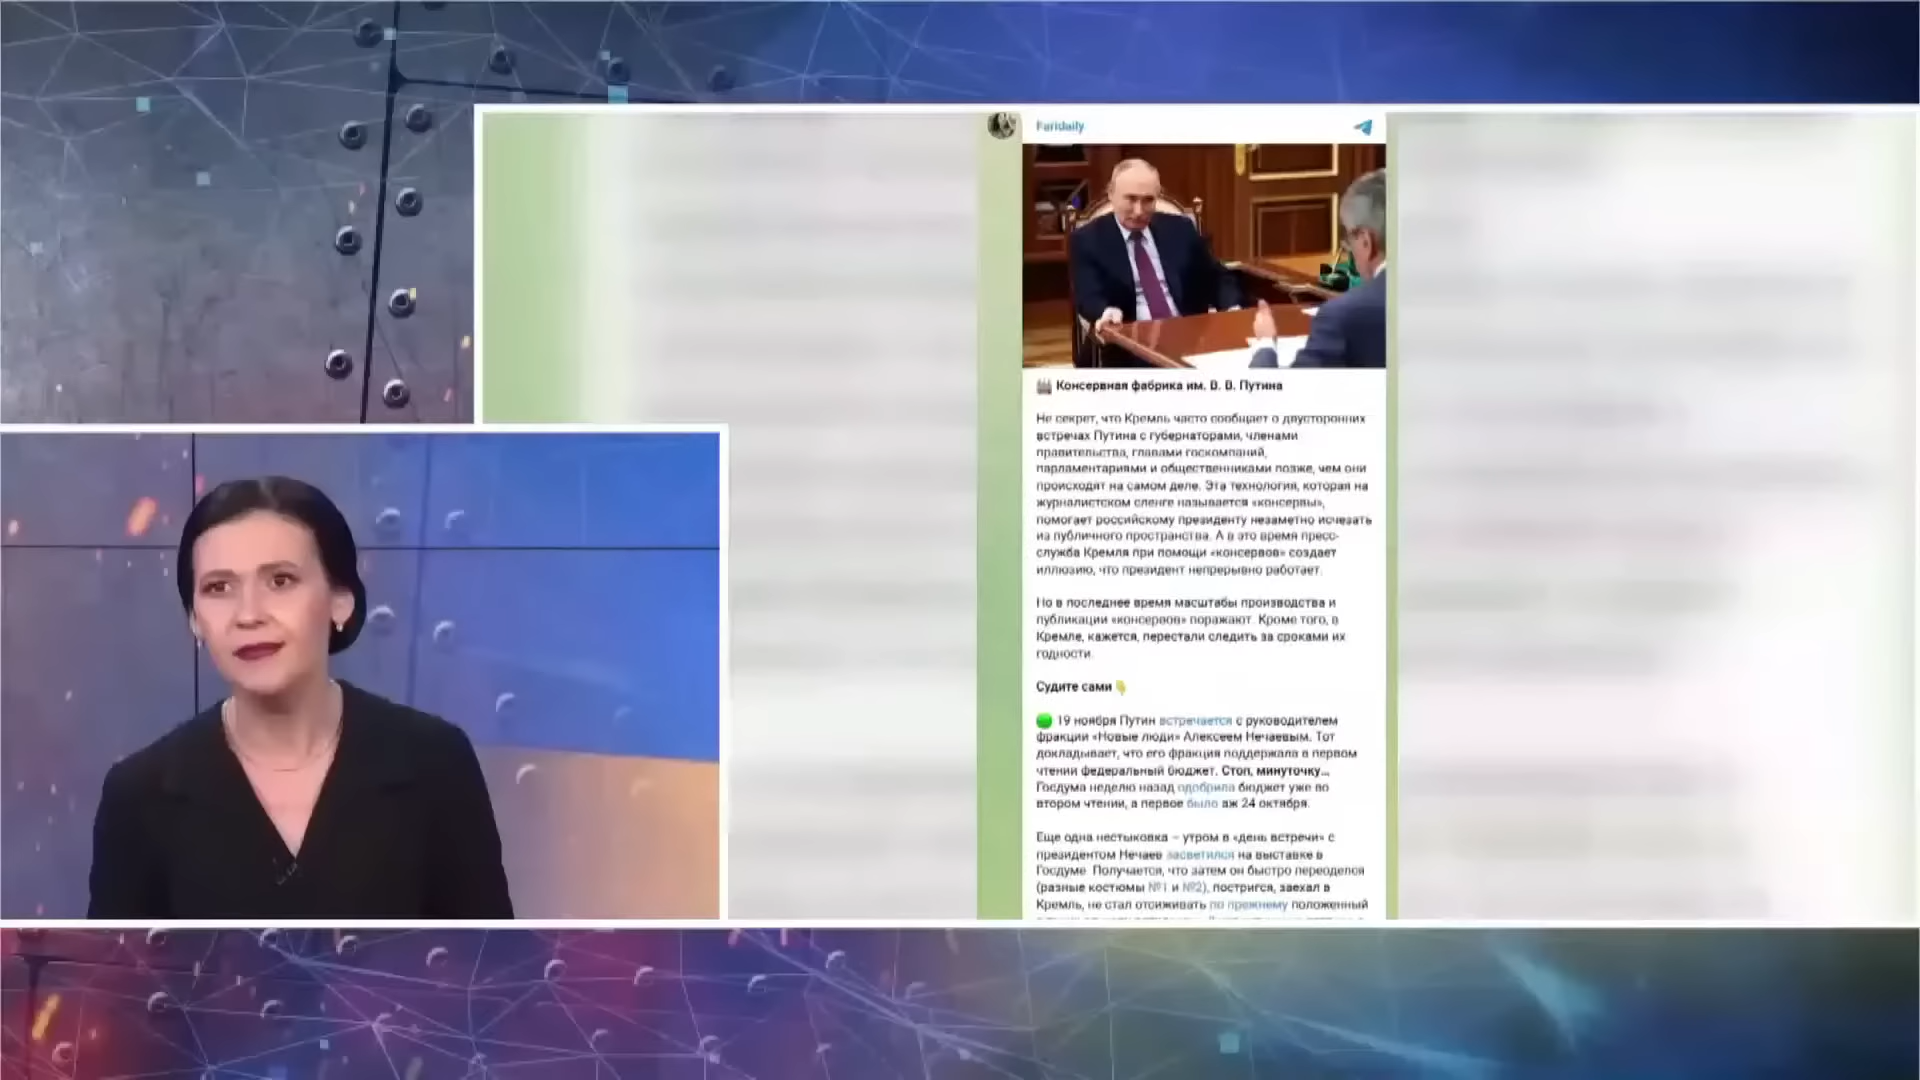 Faridaily
Консервная фабрика им. В. В. Путина
Не секрет, что Кремль часто сообщает о двусторонних
встречах Путина с губернаторами, членами
правительства, главами госкомпаний,
парламентариями и общественниками позже, чем они
происходят на самом деле. Эта технология, которая на
журналистском сленге называется «консервы»,
помогает российскому президенту незаметно исчезать
из публичного пространства. А в это время пресс-
служба Кремля при помощи «консервов» создает
иллюзию, что президент непрерывно работает.
Но в последнее время масштабы производства и
публикации «консервов» поражают. Кроме того, в
Кремле, кажется, перестали следить за сроками их
годности.
Судите сами
19 ноября Путин встречается с руководителем
фракции «Новые люди» Алексеем Нечаевым. Тот
докладывает, что его фракция поддержала в первом
чтении федеральный бюджет. Стоп, минуточку...
Госдума неделю назад одобрила бюджет уже во
втором чтении, а первое было аж 24 октября.
Еще одна нестыковка – утром в «день встречи» с
президентом Нечаев засветился на выставке в
Госдуме. Получается, что затем он быстро переоделся
(разные костюмы №1 и №2), постригся, заехал в
Кремль, не стал отсиживать по прежнему положенный